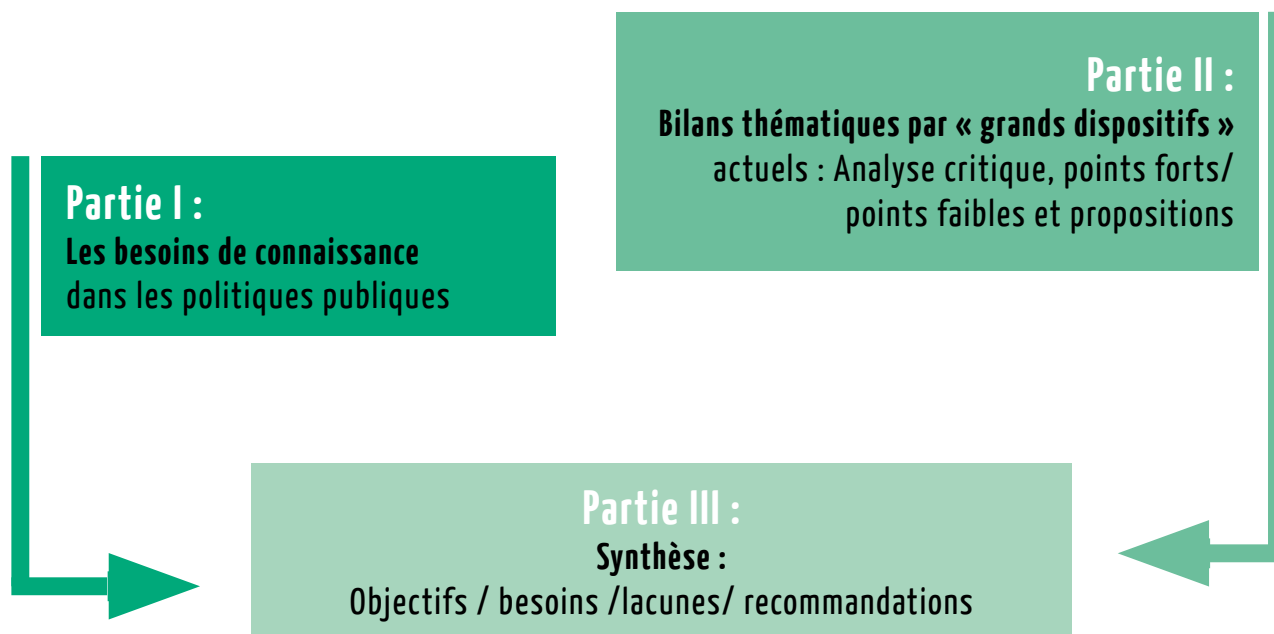 Partie I :
Les besoins de connaissance
dans les politiques publiques
Partie II :
Bilans thématiques par « grands dispositifs »
actuels : Analyse critique, points forts/
points faibles et propositions
Partie III :
Synthèse :
Objectifs / besoins /lacunes/ recommandations